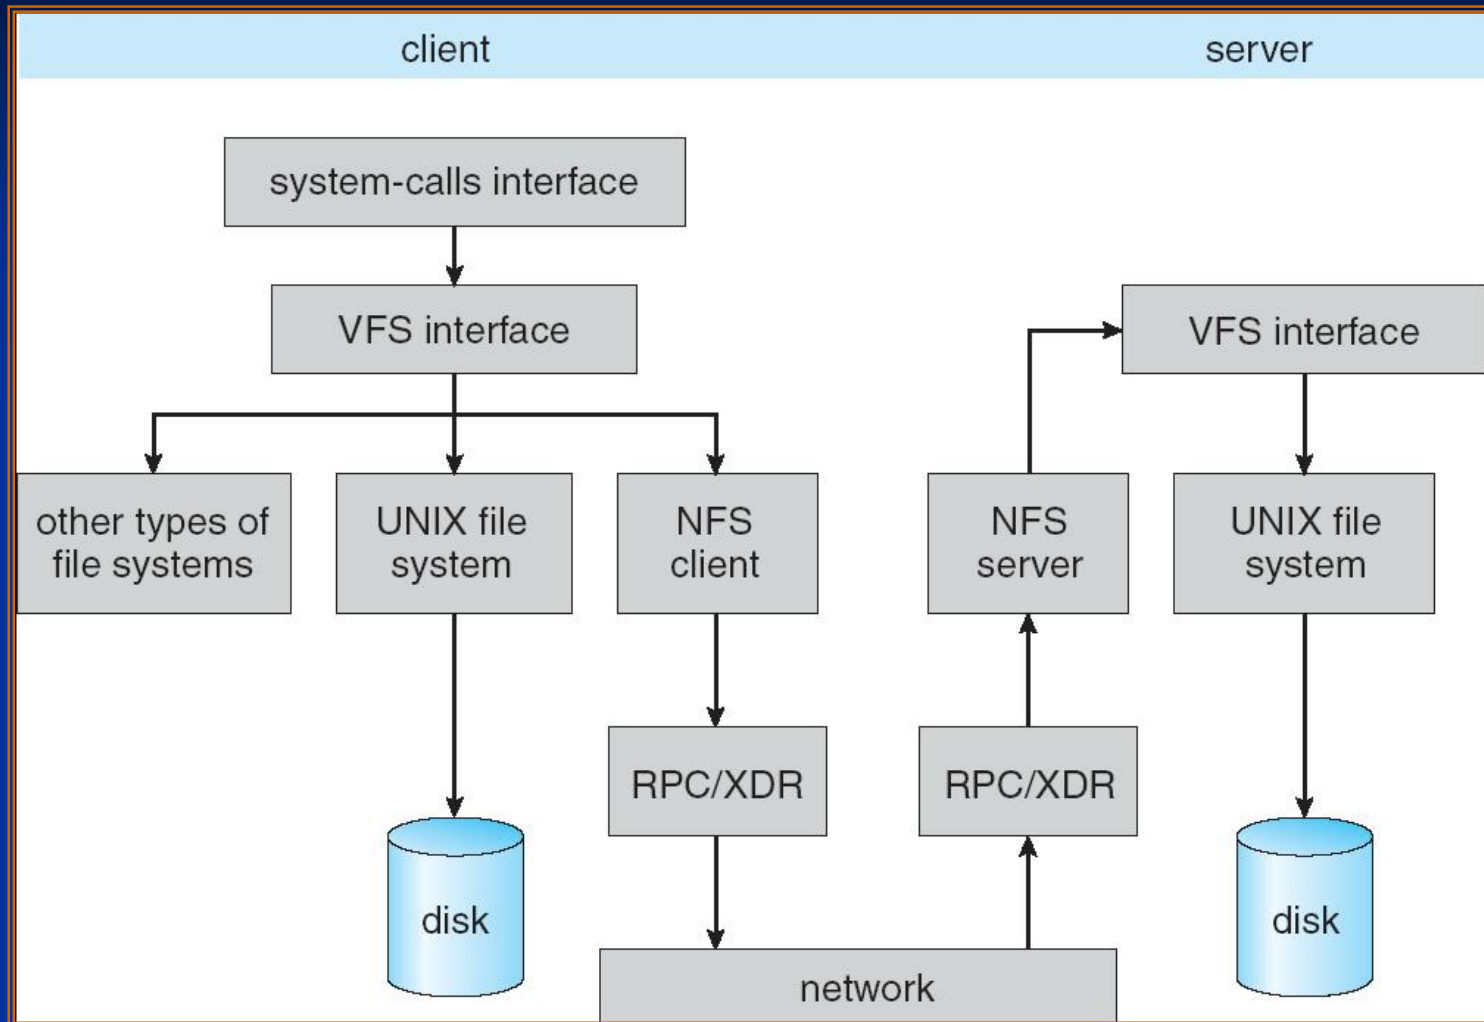 client
server
system-calls interface
VFS interface
VFS interface
other types of
file systems
UNIX file
system
NFS
client
NFS
server
UNIX file
system
RPC/XDR
RPC/XDR
disk
disk
network